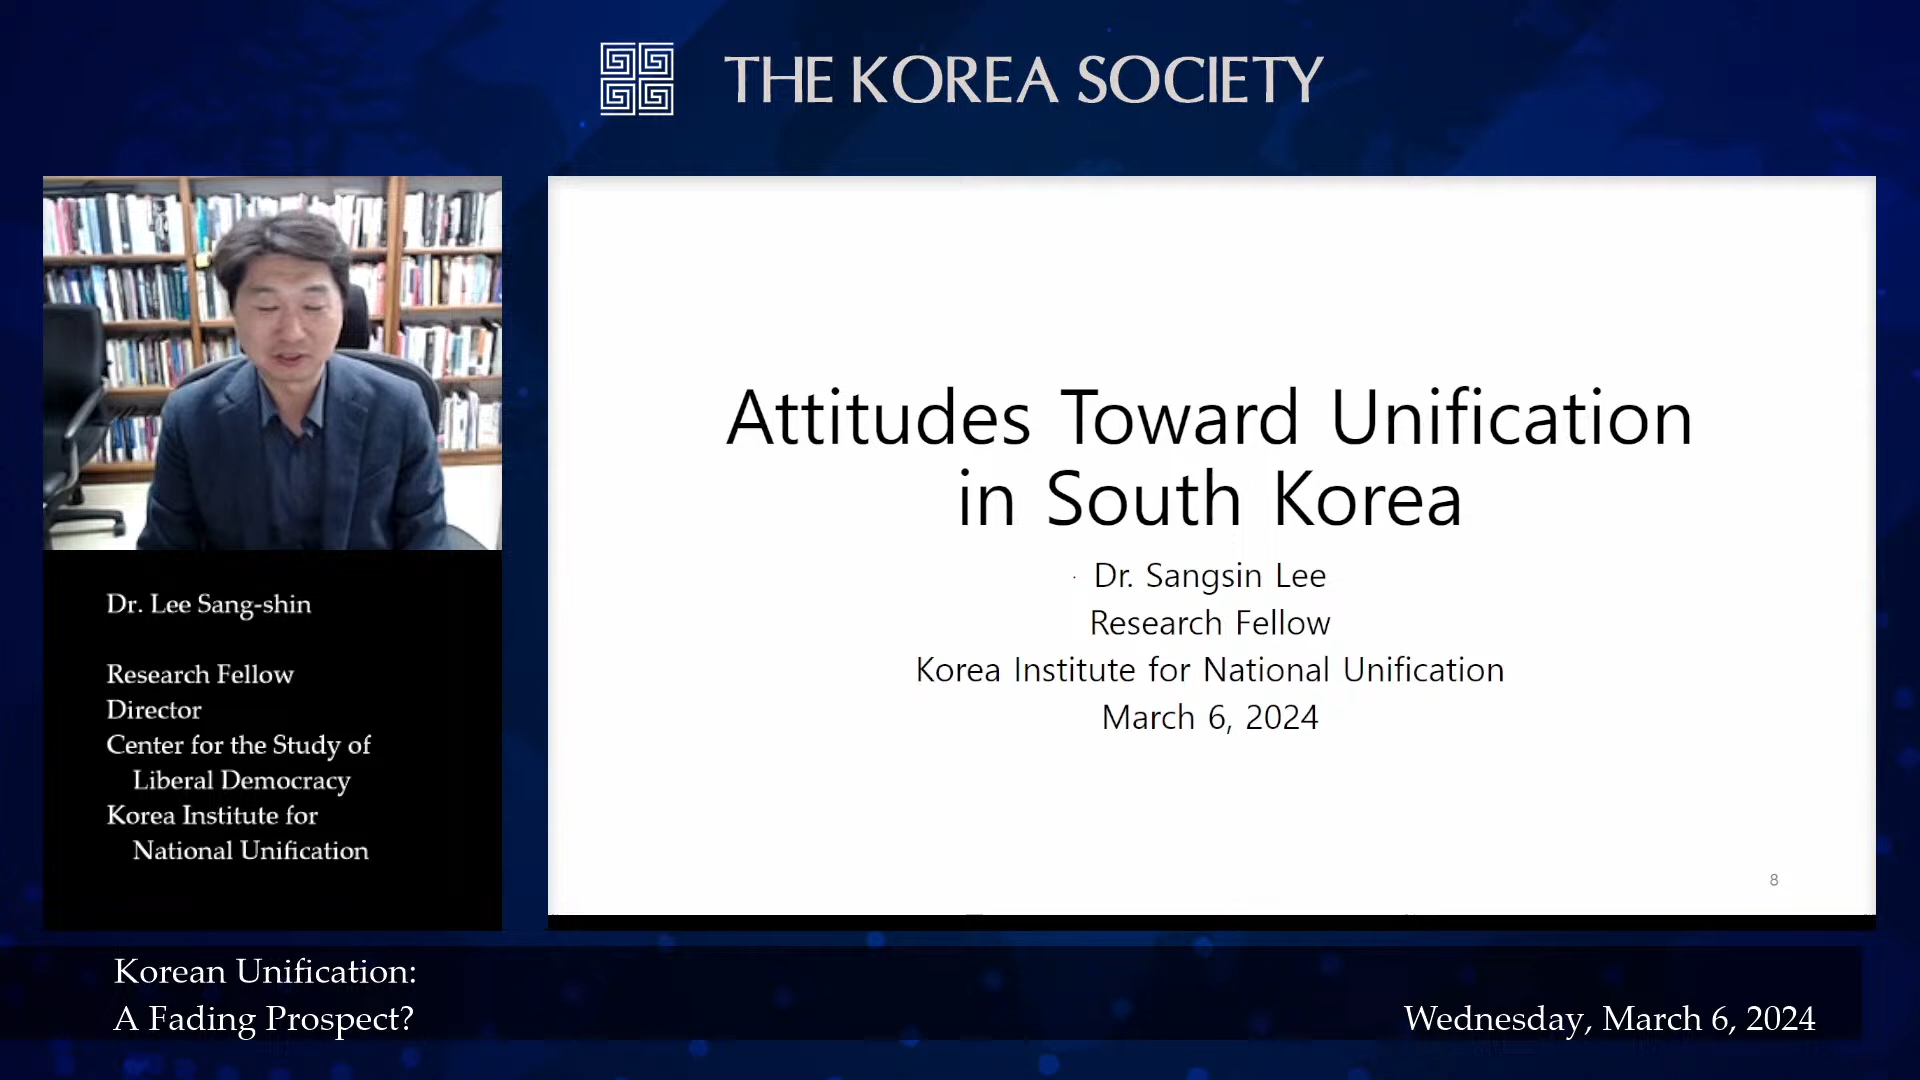 THE KOREA SOCIETY
Dr. Lee Sang-shin
Research Fellow
Director
Center for the Study of
Liberal Democracy
Korea Institute for
National Unification
Attitudes Toward Unification
in South Korea
Dr. Sangsin Lee
Research Fellow
Korea Institute for National Unification
March 6, 2024
8
Korean Unification:
A Fading Prospect?
Wednesday, March 6, 2024